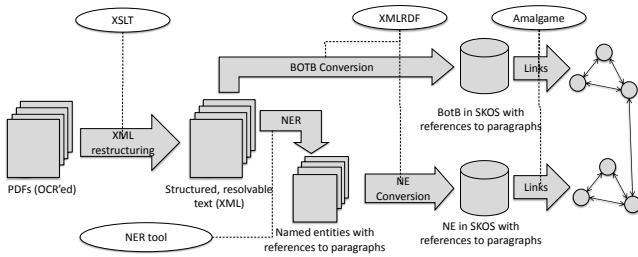 XSLT
XMLRDF
Amalgame
BOTB Conversion
Links
NER
XML
restructuring
BotB in SKOS with
references to paragraphs
PDFs (OCR'ed)
Structured, resolvable
text (XML)
NE
Conversion
Links
NER tool
Named entities with
references to paragraphs
NE in SKOS with
references to paragraphs